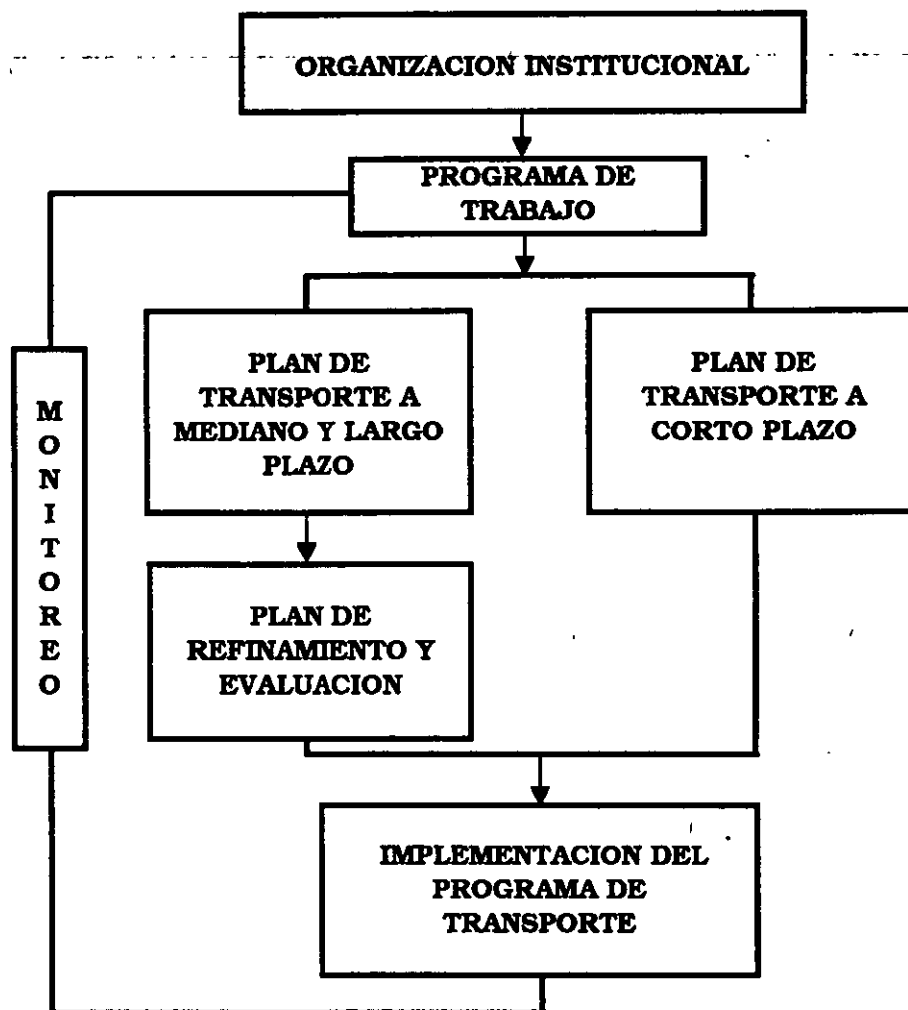 ORGANIZACION INSTITUCIONAL
PROGRAMA DE
TRABAJO
PLAN DE
TRANSPORTE A
MEDIANO Y LARGO
PLAZO
PLAN DE
TRANSPORTE A
CORTO PLAZO
M
O
N
I
T
O
R
E
O
PLAN DE
REFINAMIENTO Y
EVALUACION
IMPLEMENTACION DEL
PROGRAMA DE
TRANSPORTE